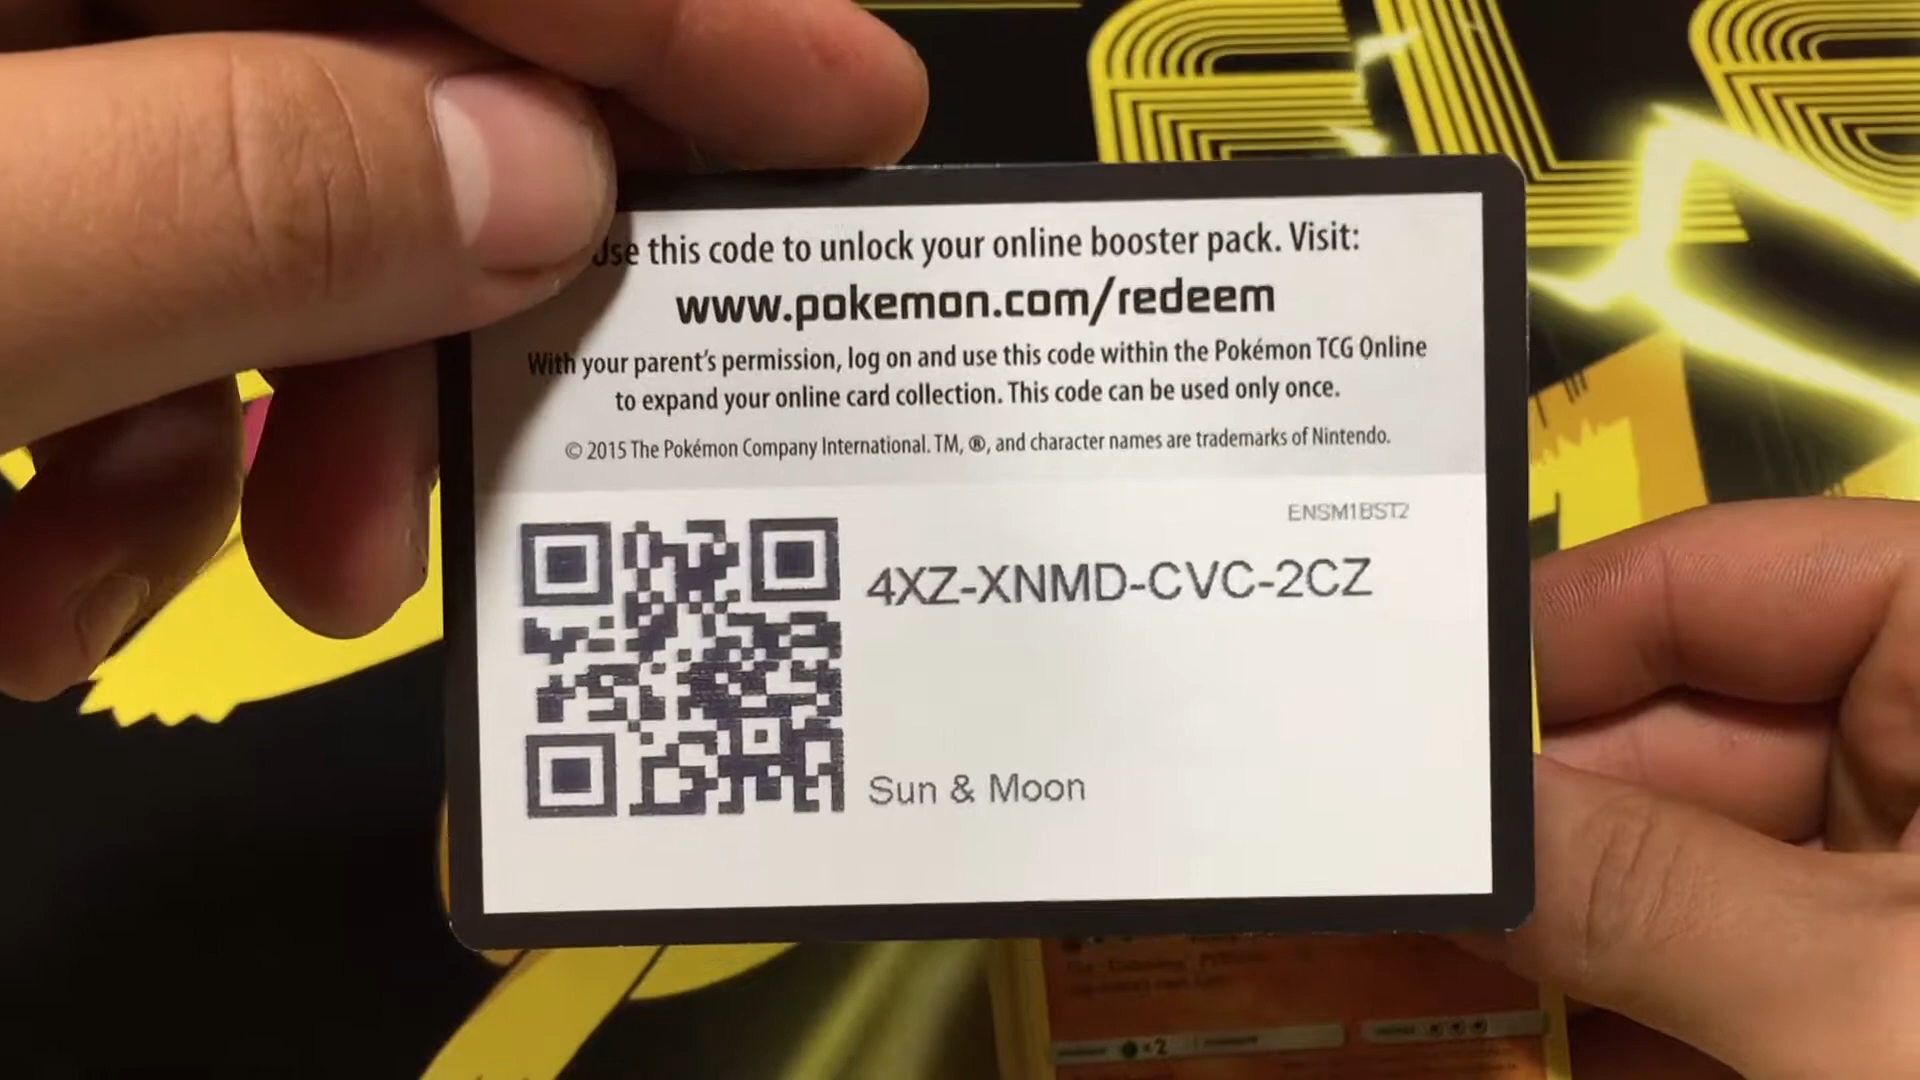 Use this code to unlock your online booster pack. Visit:
www.pokemon.com/redeem
With your parent's permission, log on and use this code within the Pokémon TCG Online
to expand your online card collection. This code can be used only once.
© 2015 The Pokémon Company International. TM, ®, and character names are trademarks of Nintendo.
ENSM1BST2
4XZ-XNMD-CVC-2CZ
Sun & Moon
×2